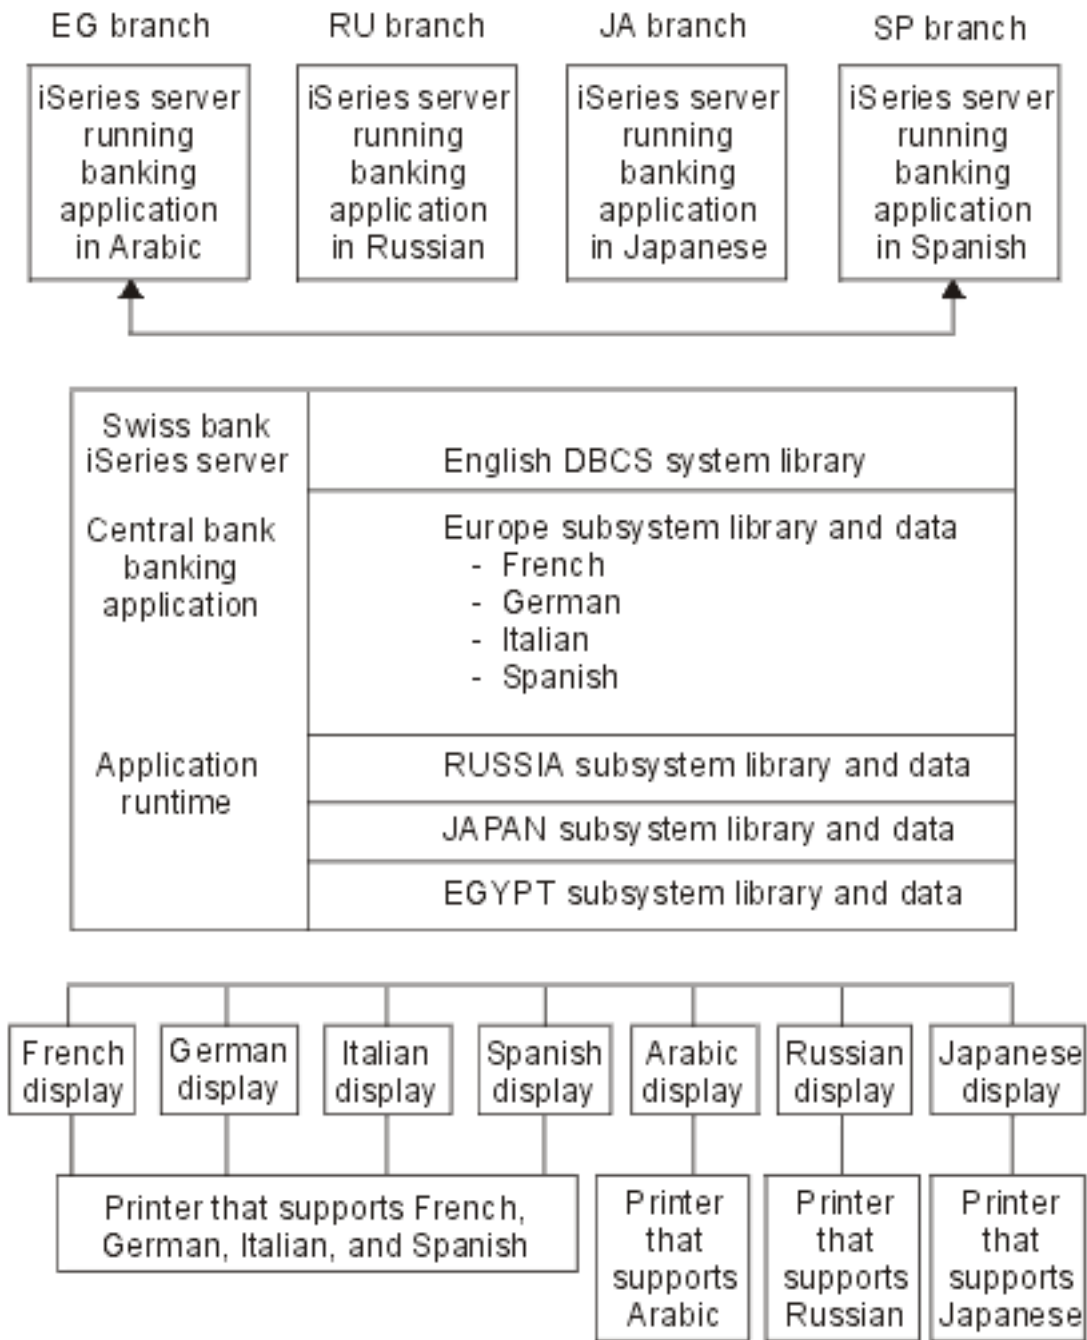 EG branch
RU branch
JA branch
SP branch
iSeries server
running
banking
application
in Arabic
iSeries server
running
banking
application
in Russian
iSeries server
running
banking
application
in Japanese
iSeries server
running
banking
application
in Spanish
Swiss bank
iSeries server
English DBCS system library
Central bank
banking
application
Europe subsystem library and data
- French
- German
- Italian
- Spanish
Application
runtime
RUSSIA subsystem library and data
JAPAN subsystem library and data
EGYPT subsystem library and data
French
display
German
display
Italian
display
Spanish
display
Arabic
display
Russian
display
Japanese
display
Printer that supports French,
German, Italian, and Spanish
Printer
that
supports
Arabic
Printer
that
supports
Russian
Printer
that
supports
Japanese